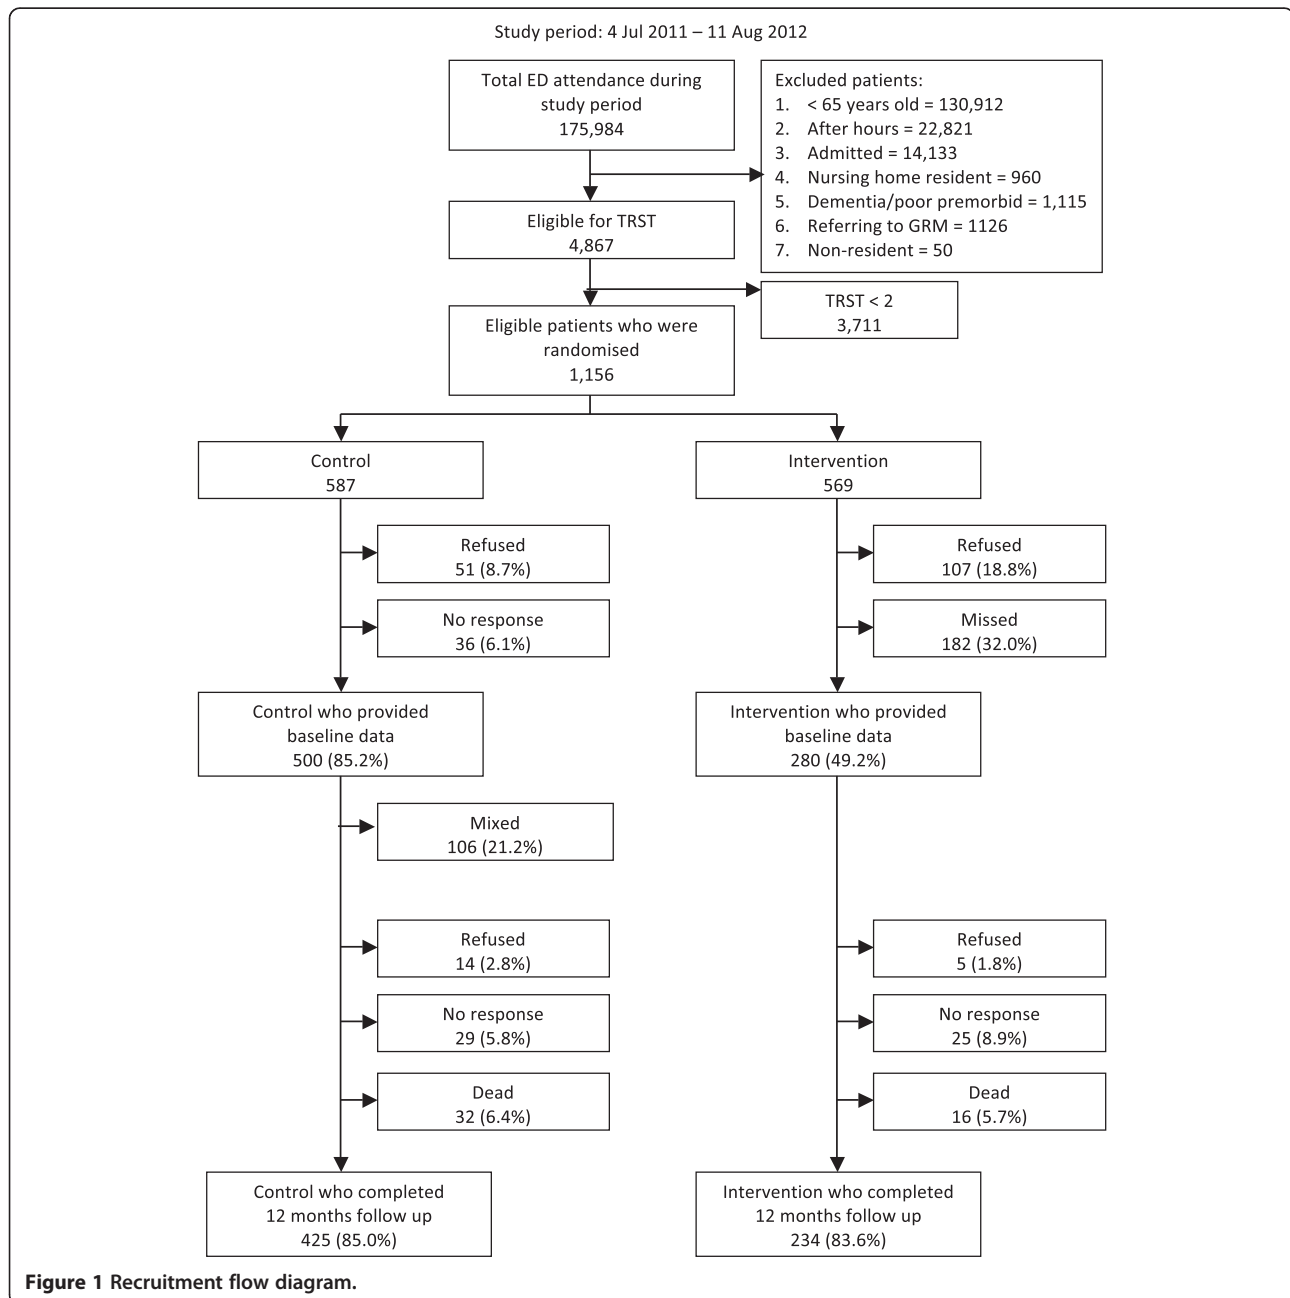 Study period: 4 Jul 2011 – 11 Aug 2012
Total ED attendance during
study period
175,984
Excluded patients:
1. < 65 years old = 130,912
2. After hours = 22,821
3. Admitted = 14,133
4. Nursing home resident = 960
5. Dementia/poor premorbid = 1,115
6. Referring to GRM = 1126
7. Non-resident = 50
Eligible for TRST
4,867
TRST < 2
3,711
Eligible patients who were
randomised
1,156
Control
587
Intervention
569
Refused
51 (8.7%)
Refused
107 (18.8%)
No response
36 (6.1%)
Missed
182 (32.0%)
Control who provided
baseline data
500 (85.2%)
Intervention who provided
baseline data
280 (49.2%)
Mixed
106 (21.2%)
Refused
14 (2.8%)
Refused
5 (1.8%)
No response
29 (5.8%)
No response
25 (8.9%)
Dead
32 (6.4%)
Dead
16 (5.7%)
Control who completed
12 months follow up
425 (85.0%)
Intervention who completed
12 months follow up
234 (83.6%)
Figure 1 Recruitment flow diagram.